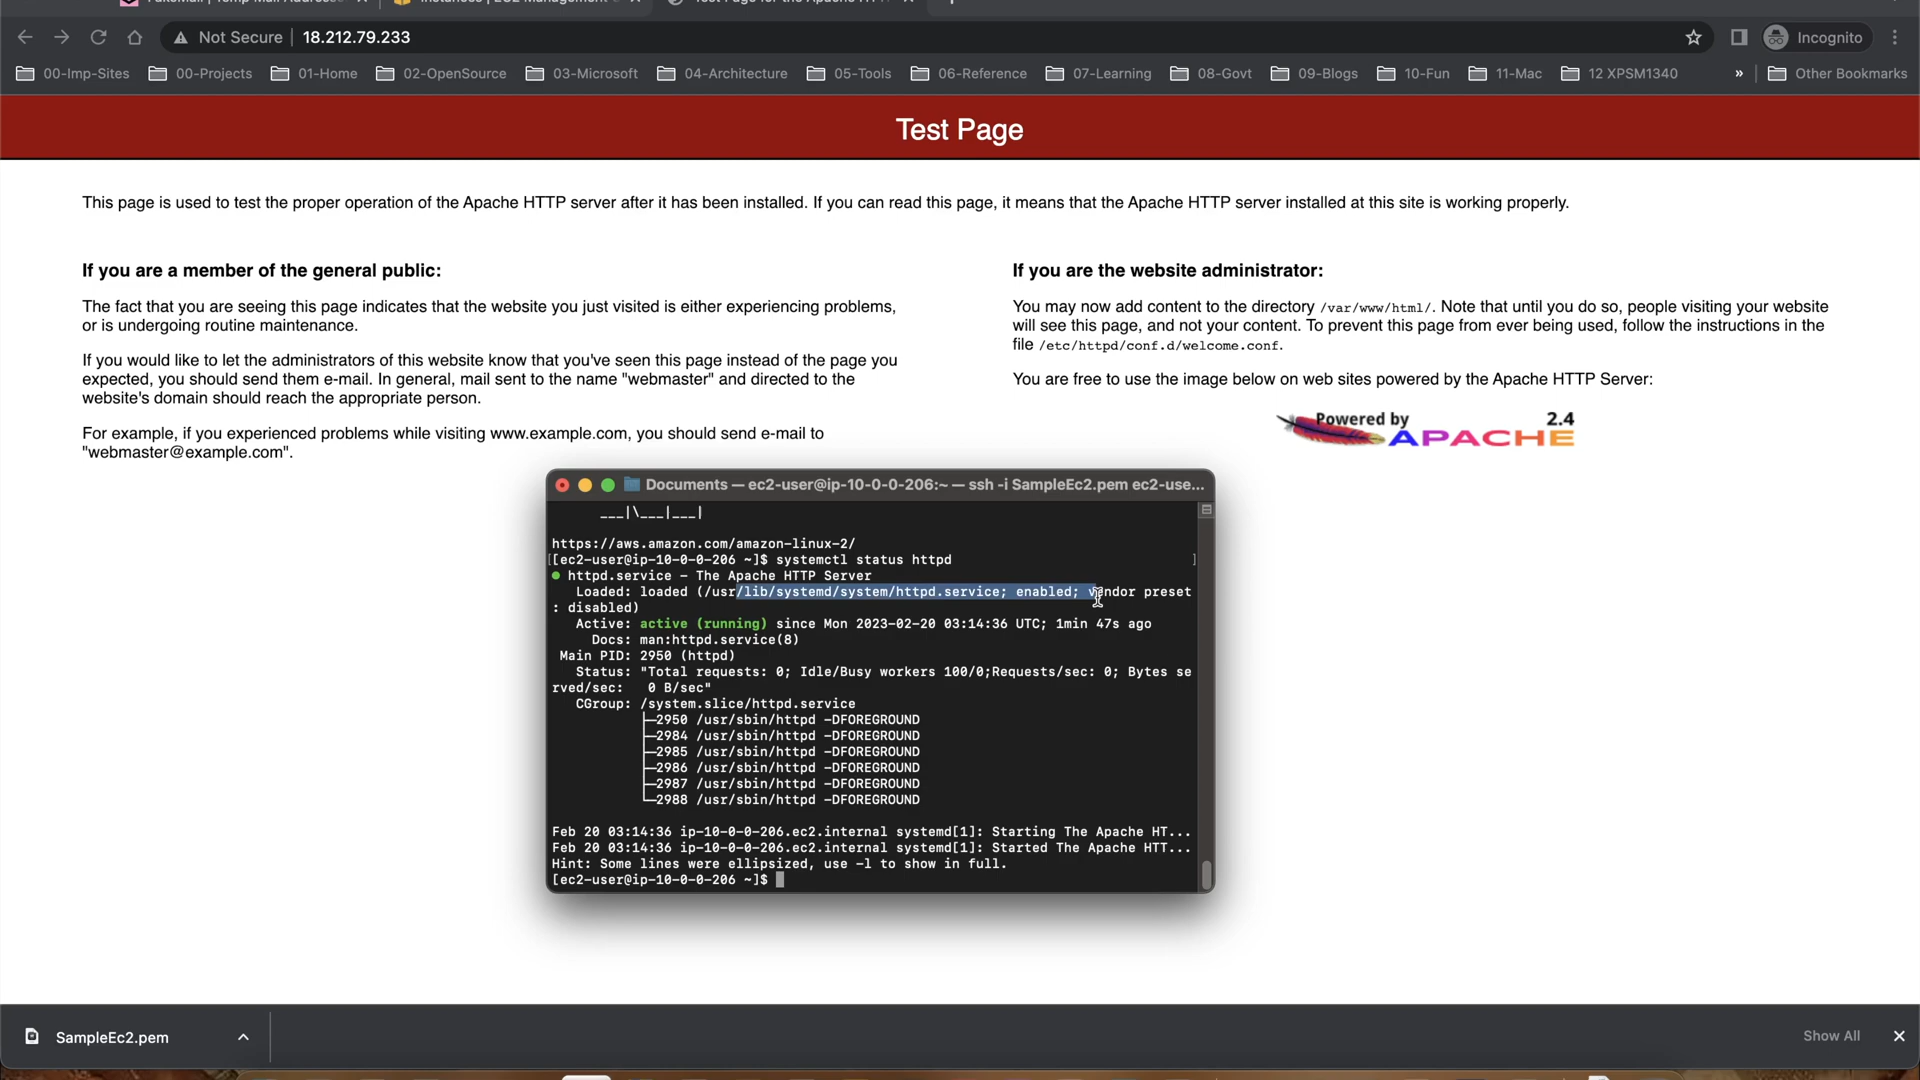 Not Secure
18.212.79.233
Incognito
00-Imp-Sites
00-Projects
01-Home
02-OpenSource
03-Microsoft
04-Architecture
05-Tools
06-Reference
07-Learning
08-Govt
09-Blogs
10-Fun
11-Mac
12 XPSM1340
»
Other Bookmarks
Test Page
This page is used to test the proper operation of the Apache HTTP server after it has been installed. If you can read this page, it means that the Apache HTTP server installed at this site is working properly.
If you are a member of the general public:
The fact that you are seeing this page indicates that the website you just visited is either experiencing problems,
or is undergoing routine maintenance.
If you would like to let the administrators of this website know that you've seen this page instead of the page you
expected, you should send them e-mail. In general, mail sent to the name "webmaster" and directed to the
website's domain should reach the appropriate person.
For example, if you experienced problems while visiting www.example.com, you should send e-mail to
"webmaster@example.com".
If you are the website administrator:
You may now add content to the directory /var/www/html/. Note that until you do so, people visiting your website
will see this page, and not your content. To prevent this page from ever being used, follow the instructions in the
file /etc/httpd/conf.d/welcome.conf.
You are free to use the image below on web sites powered by the Apache HTTP Server:
Powered by 2.4
APACHE
Documents — ec2-user@ip-10-0-0-206:~ — ssh -i SampleEc2.pem ec2-use...
___|\___|___|
https://aws.amazon.com/amazon-linux-2/
[[ec2-user@ip-10-0-0-206 ~]$ systemctl status httpd ]
● httpd.service - The Apache HTTP Server
Loaded: loaded (/usr/lib/systemd/system/httpd.service; enabled; vendor preset
: disabled)
Active: active (running) since Mon 2023-02-20 03:14:36 UTC; 1min 47s ago
Docs: man:httpd.service(8)
Main PID: 2950 (httpd)
Status: "Total requests: 0; Idle/Busy workers 100/0;Requests/sec: 0; Bytes se
rved/sec:   0 B/sec"
CGroup: /system.slice/httpd.service
├─2950 /usr/sbin/httpd -DFOREGROUND
├─2984 /usr/sbin/httpd -DFOREGROUND
├─2985 /usr/sbin/httpd -DFOREGROUND
├─2986 /usr/sbin/httpd -DFOREGROUND
├─2987 /usr/sbin/httpd -DFOREGROUND
└─2988 /usr/sbin/httpd -DFOREGROUND
Feb 20 03:14:36 ip-10-0-0-206.ec2.internal systemd[1]: Starting The Apache HT...
Feb 20 03:14:36 ip-10-0-0-206.ec2.internal systemd[1]: Started The Apache HTT...
Hint: Some lines were ellipsized, use -l to show in full.
[ec2-user@ip-10-0-0-206 ~]$
SampleEc2.pem
Show All